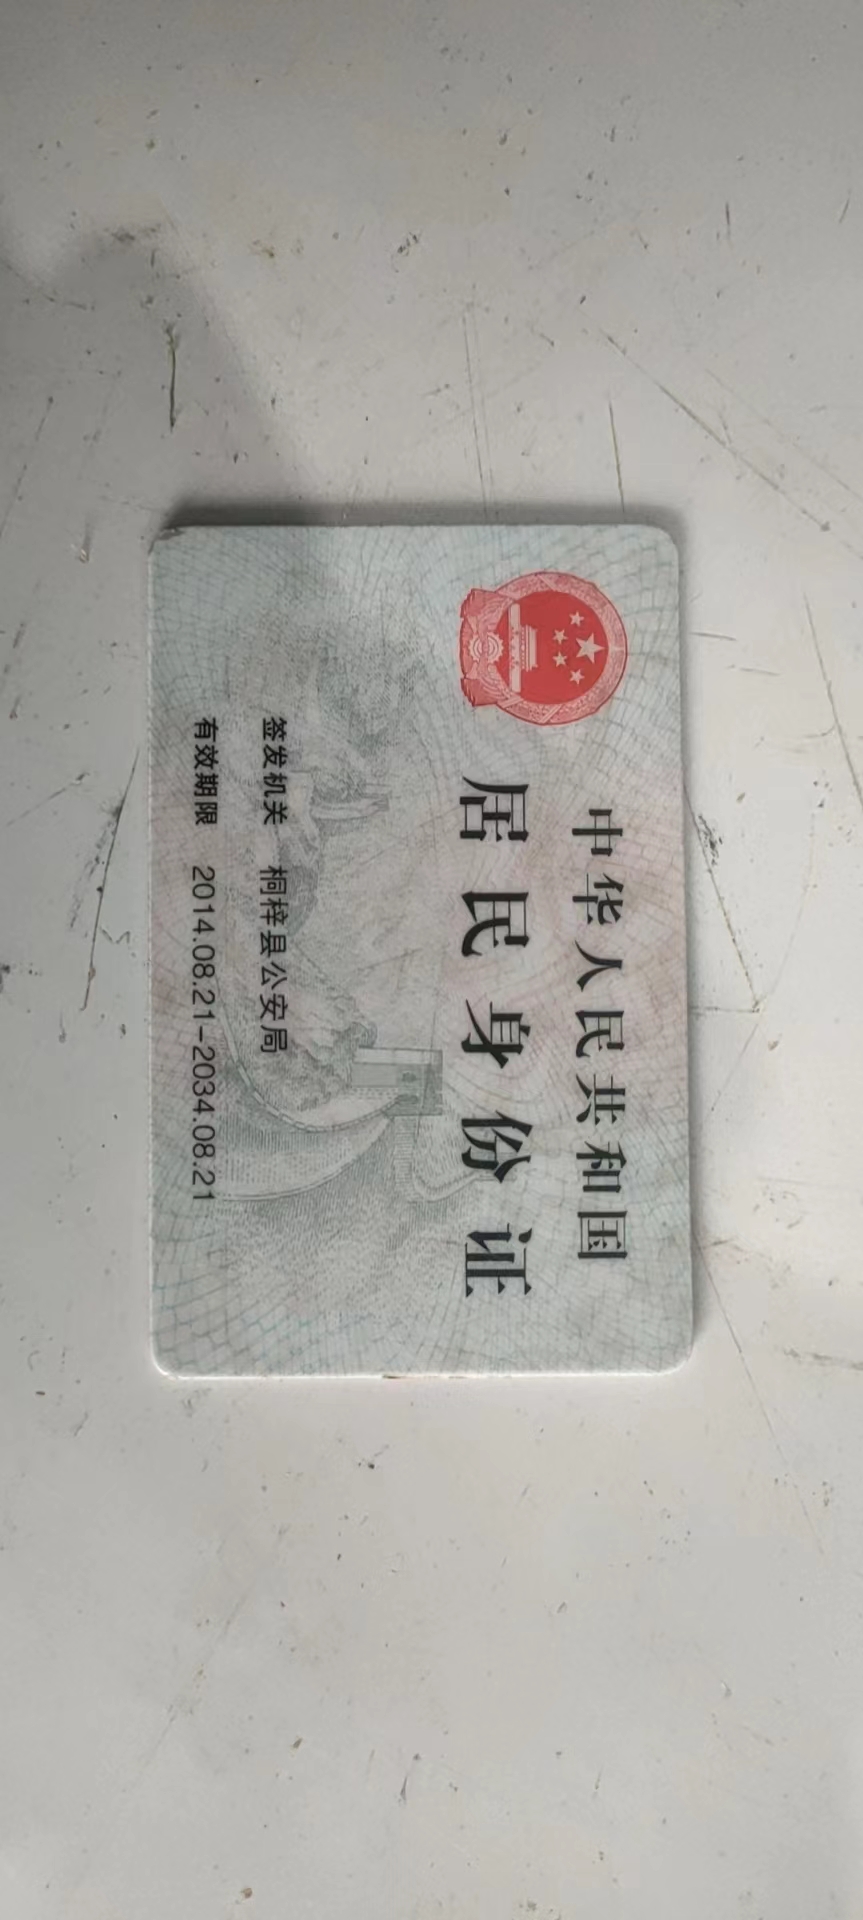 中华人民共和国
居民身份证
签发机关 桐梓县公安局
有效期限 2014.08.21-2034.08.21